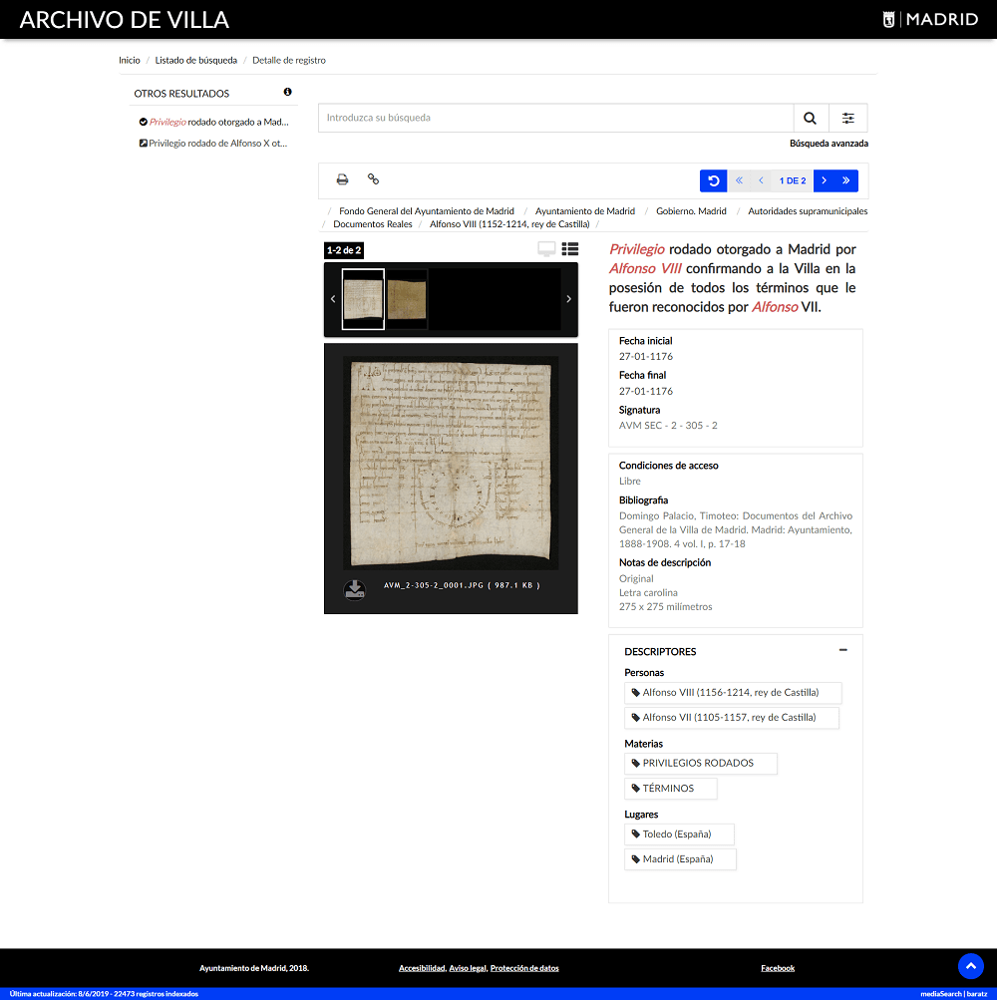 ARCHIVO DE VILLA
MADRID
Inicio / Listado de búsqueda / Detalle de registro
OTROS RESULTADOS
Privilegio rodado otorgado a Mad...
Privilegio rodado de Alfonso X ot...
Introduzca su búsqueda
Búsqueda avanzada
1 DE 2
/ Fondo General del Ayuntamiento de Madrid / Ayuntamiento de Madrid / Gobierno. Madrid / Autoridades supramunicipales
/ Documentos Reales / Alfonso VIII (1152-1214, rey de Castilla) /
1-2 de 2
AVM_2-305-2_0001.JPG ( 987.1 KB )
Privilegio rodado otorgado a Madrid por
Alfonso VIII confirmando a la Villa en la
posesión de todos los términos que le
fueron reconocidos por Alfonso VII.
Fecha inicial
27-01-1176
Fecha final
27-01-1176
Signatura
AVM SEC - 2 - 305 - 2
Condiciones de acceso
Libre
Bibliografia
Domingo Palacio, Timoteo: Documentos del Archivo
General de la Villa de Madrid. Madrid: Ayuntamiento,
1888-1908. 4 vol. I, p. 17-18
Notas de descripción
Original
Letra carolina
275 x 275 milímetros
DESCRIPTORES
Personas
Alfonso VIII (1156-1214, rey de Castilla)
Alfonso VII (1105-1157, rey de Castilla)
Materias
PRIVILEGIOS RODADOS
TÉRMINOS
Lugares
Toledo (España)
Madrid (España)
Ayuntamiento de Madrid, 2018.
Accesibilidad, Aviso legal, Protección de datos
Facebook
Última actualización: 8/6/2019 - 22473 registros indexados
mediaSearch | baratz